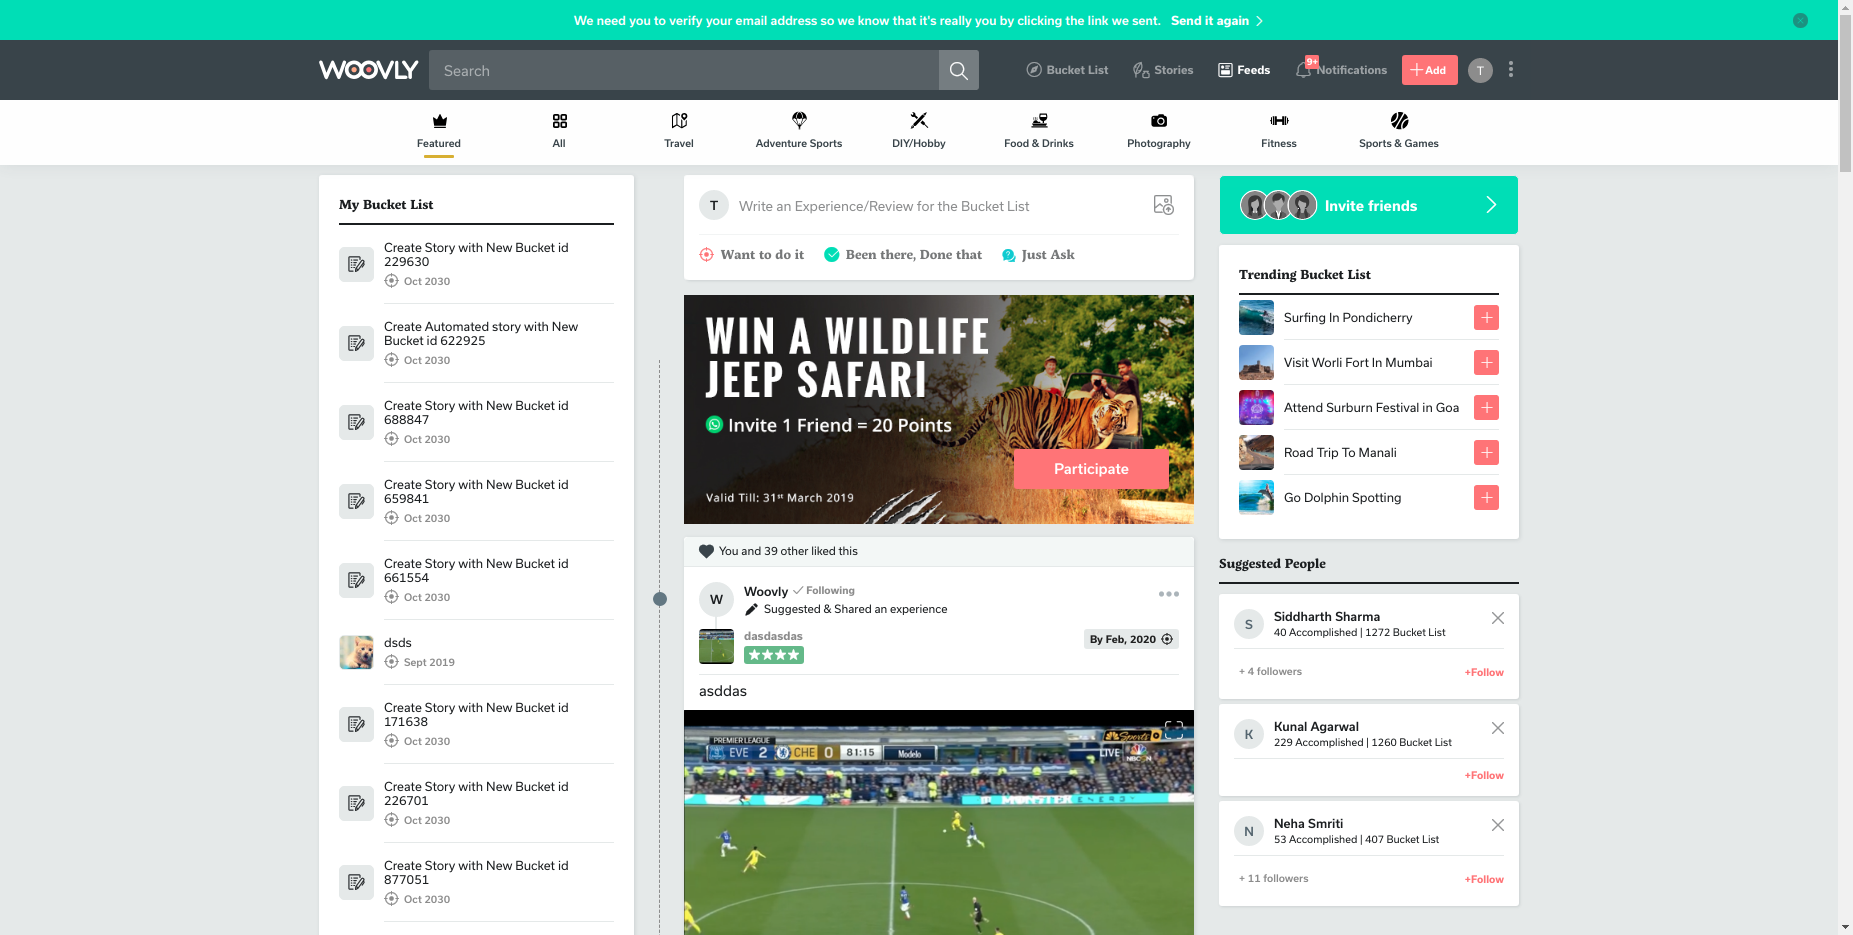 We need you to verify your email address so we know that it's really you by clicking the link we sent. Send it again
WOOVLY
Search
Bucket List
Stories
Feeds
9+
Notifications
Add
T
Featured
All
Travel
Adventure Sports
DIY/Hobby
Food & Drinks
Photography
Fitness
Sports & Games
My Bucket List
Create Story with New Bucket id
229630
Oct 2030
Create Automated story with New
Bucket id 622925
Oct 2030
Create Story with New Bucket id
688847
Oct 2030
Create Story with New Bucket id
659841
Oct 2030
Create Story with New Bucket id
661554
Oct 2030
dsds
Sept 2019
Create Story with New Bucket id
171638
Oct 2030
Create Story with New Bucket id
226701
Oct 2030
Create Story with New Bucket id
877051
Oct 2030
T
Write an Experience/Review for the Bucket List
Want to do it
Been there, Done that
Just Ask
WIN A WILDLIFE
JEEP SAFARI
Invite 1 Friend = 20 Points
Participate
Valid Till: 31st March 2019
You and 39 other liked this
W
Woovly
Following
Suggested & Shared an experience
dasdasdas
By Feb, 2020
asddas
PREMIER LEAGUE
EVE 2 CHE 0 81:15 Modelo
Sports
LIVE
NBCSN
MONSTER ENERGY
Invite friends
Trending Bucket List
Surfing In Pondicherry
Visit Worli Fort In Mumbai
Attend Surburn Festival in Goa
Road Trip To Manali
Go Dolphin Spotting
Suggested People
S
Siddharth Sharma
40 Accomplished | 1272 Bucket List
+ 4 followers
+Follow
K
Kunal Agarwal
229 Accomplished | 1260 Bucket List
+Follow
N
Neha Smriti
53 Accomplished | 407 Bucket List
+ 11 followers
+Follow